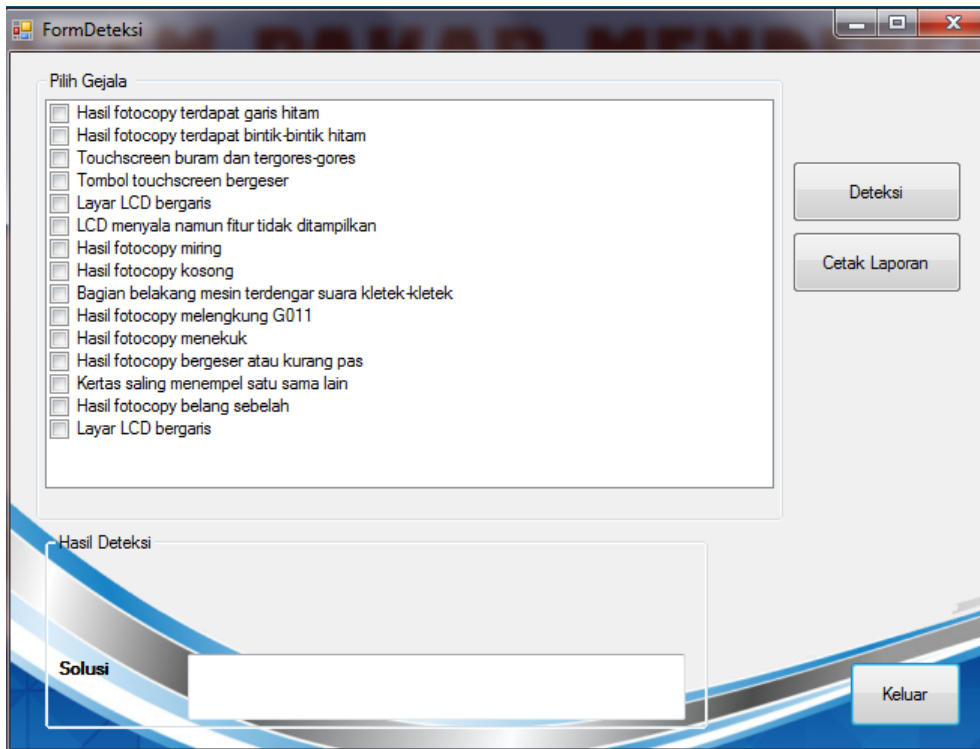 FormDeteksi
Pilih Gejala
Hasil fotocopy terdapat garis hitam
Hasil fotocopy terdapat bintik-bintik hitam
Touchscreen buram dan tergores-gores
Tombol touchscreen bergeser
Layar LCD bergaris
LCD menyala namun fitur tidak ditampilkan
Hasil fotocopy miring
Hasil fotocopy kosong
Bagian belakang mesin terdengar suara kletek-kletek
Hasil fotocopy melengkung G011
Hasil fotocopy menekuk
Hasil fotocopy bergeser atau kurang pas
Kertas saling menempel satu sama lain
Hasil fotocopy belang sebelah
Layar LCD bergaris
Deteksi
Cetak Laporan
Hasil Deteksi
Solusi
Keluar